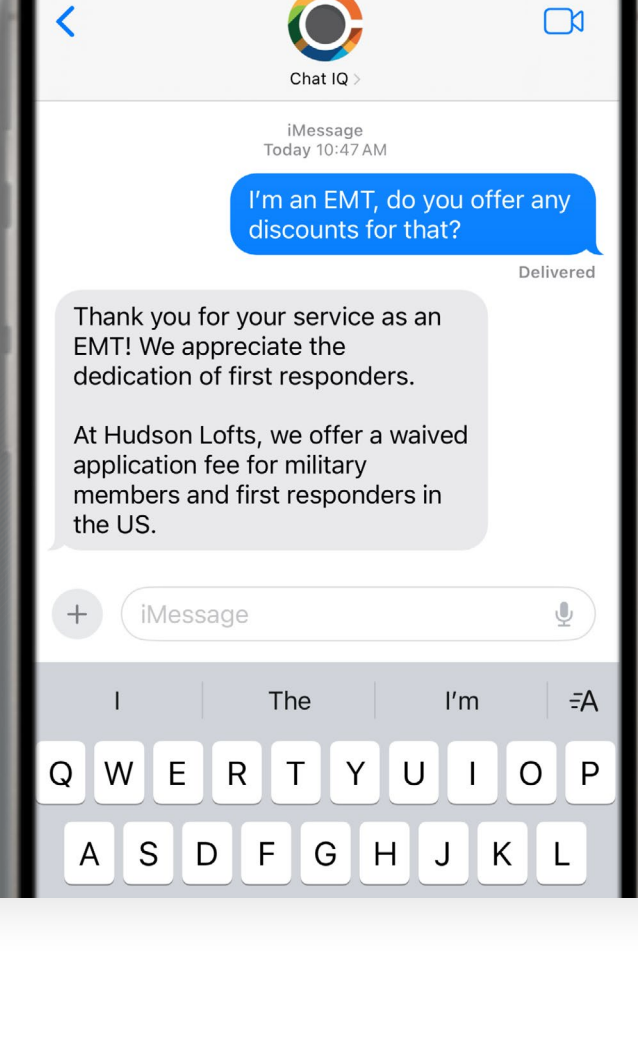 Chat IQ >
iMessage
Today 10:47 AM
I’m an EMT, do you offer any
discounts for that?
Delivered
Thank you for your service as an
EMT! We appreciate the
dedication of first responders.
At Hudson Lofts, we offer a waived
application fee for military
members and first responders in
the US.
iMessage
I The I’m A
Q W E R T Y U I O P
A S D F G H J K L